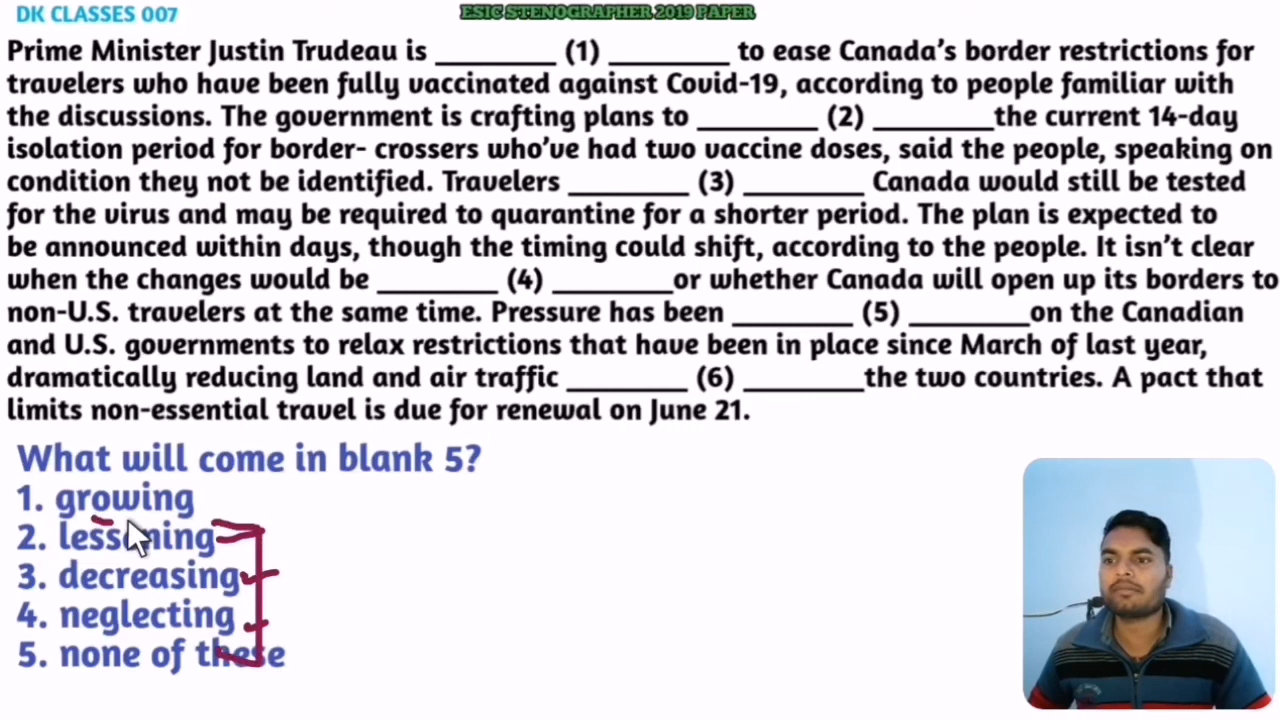 DK CLASSES 007
ESIC STENOGRAPHER 2019 PAPER
Prime Minister Justin Trudeau is _________ (1) _________ to ease Canada's border restrictions for
travelers who have been fully vaccinated against Covid-19, according to people familiar with
the discussions. The government is crafting plans to _________ (2) _________the current 14-day
isolation period for border- crossers who've had two vaccine doses, said the people, speaking on
condition they not be identified. Travelers _________ (3) _________ Canada would still be tested
for the virus and may be required to quarantine for a shorter period. The plan is expected to
be announced within days, though the timing could shift, according to the people. It isn't clear
when the changes would be _________ (4) _________or whether Canada will open up its borders to
non-U.S. travelers at the same time. Pressure has been _________ (5) _________on the Canadian
and U.S. governments to relax restrictions that have been in place since March of last year,
dramatically reducing land and air traffic _________ (6) _________the two countries. A pact that
limits non-essential travel is due for renewal on June 21.
What will come in blank 5?
1. growing
2. lessening
3. decreasing
4. neglecting
5. none of these